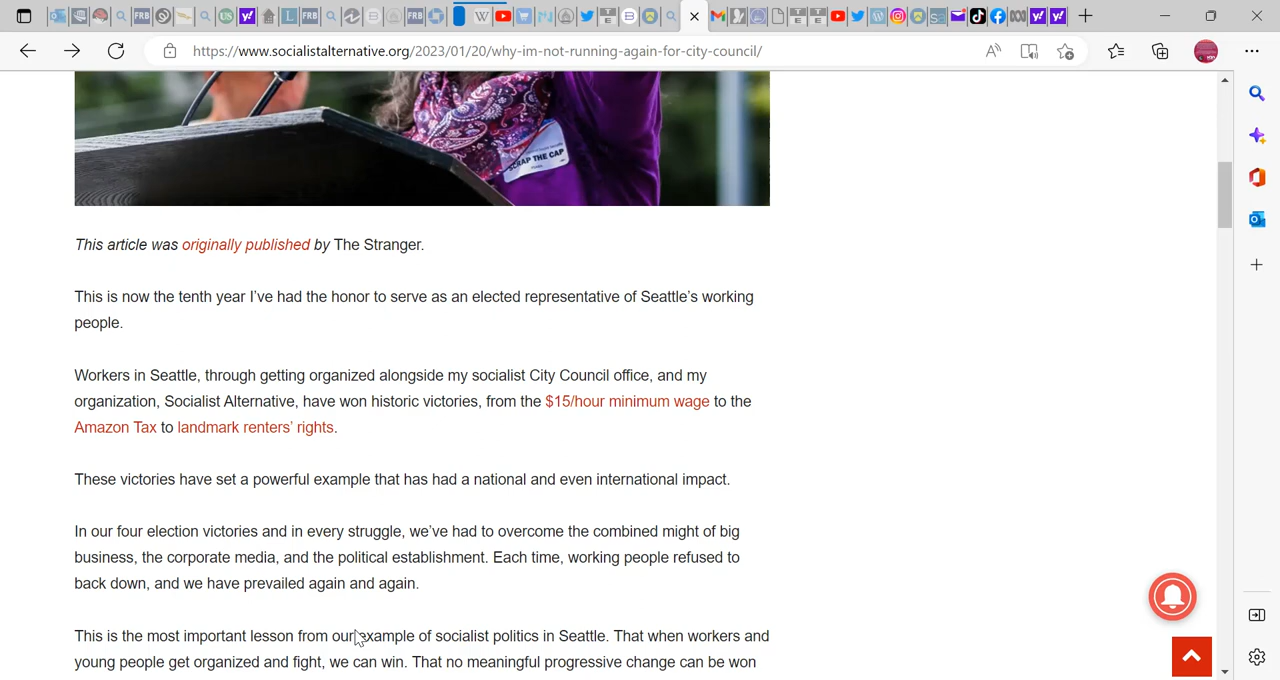 https://www.socialistalternative.org/2023/01/20/why-im-not-running-again-for-city-council/
SCRAP THE CAP
This article was originally published by The Stranger.
This is now the tenth year I’ve had the honor to serve as an elected representative of Seattle’s working
people.
Workers in Seattle, through getting organized alongside my socialist City Council office, and my
organization, Socialist Alternative, have won historic victories, from the $15/hour minimum wage to the
Amazon Tax to landmark renters’ rights.
These victories have set a powerful example that has had a national and even international impact.
In our four election victories and in every struggle, we’ve had to overcome the combined might of big
business, the corporate media, and the political establishment. Each time, working people refused to
back down, and we have prevailed again and again.
This is the most important lesson from our example of socialist politics in Seattle. That when workers and
young people get organized and fight, we can win. That no meaningful progressive change can be won